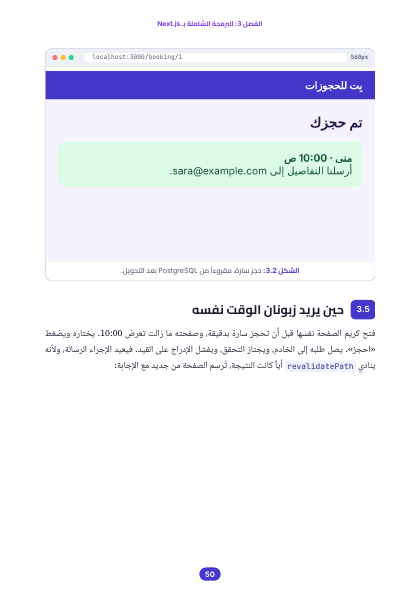 الفصل 3: البرمجة الشاملة بـ Next.js
localhost:3000/booking/1
560px
پت للحجوزات
تم حجزك
منى · 10:00 ص
أرسلنا التفاصيل إلى sara@example.com.
الشكل 3.2: حجز سارة، مقروءاً من PostgreSQL بعد التحويل.
3.5 حين يريد زبونان الوقت نفسه
فتح كريم الصفحة نفسها قبل أن تحجز سارة بدقيقة، وصفحته ما زالت تعرض 10:00. يختاره ويضغط
«احجز». يصل طلبه إلى الخادم، ويجتاز التحقق، ويفشل الإدراج على القيد. فيعيد الإجراء الرسالة، ولأنه
ينادي revalidatePath أياً كانت النتيجة، تُرسم الصفحة من جديد مع الإجابة:
50